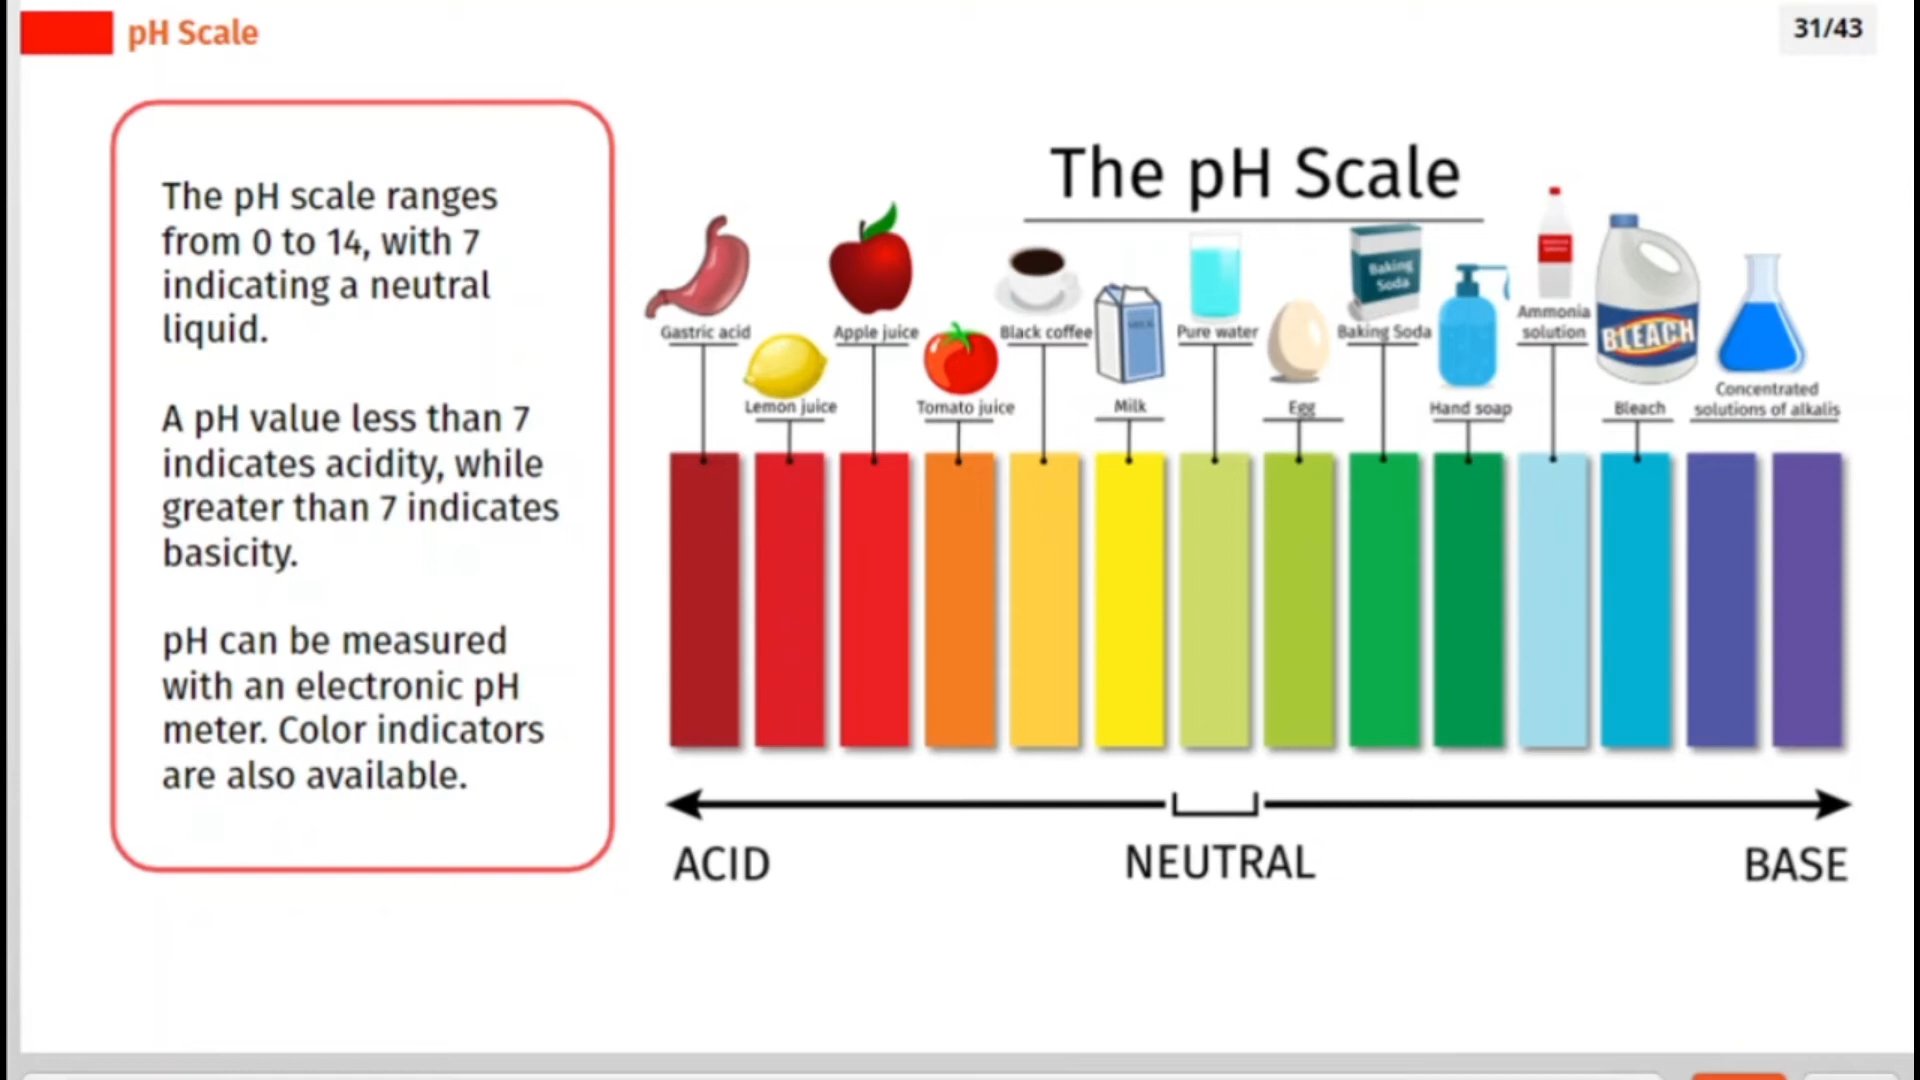 pH Scale
31/43
The pH scale ranges
from 0 to 14, with 7
indicating a neutral
liquid.
A pH value less than 7
indicates acidity, while
greater than 7 indicates
basicity.
pH can be measured
with an electronic pH
meter. Color indicators
are also available.
The pH Scale
Gastric acid
Lemon juice
Apple juice
Tomato juice
Black coffee
MILK
Milk
Pure water
Egg
Baking
Soda
Baking Soda
Hand soap
Ammonia
solution
BLEACH
Bleach
Concentrated
solutions of alkalis
ACID
NEUTRAL
BASE